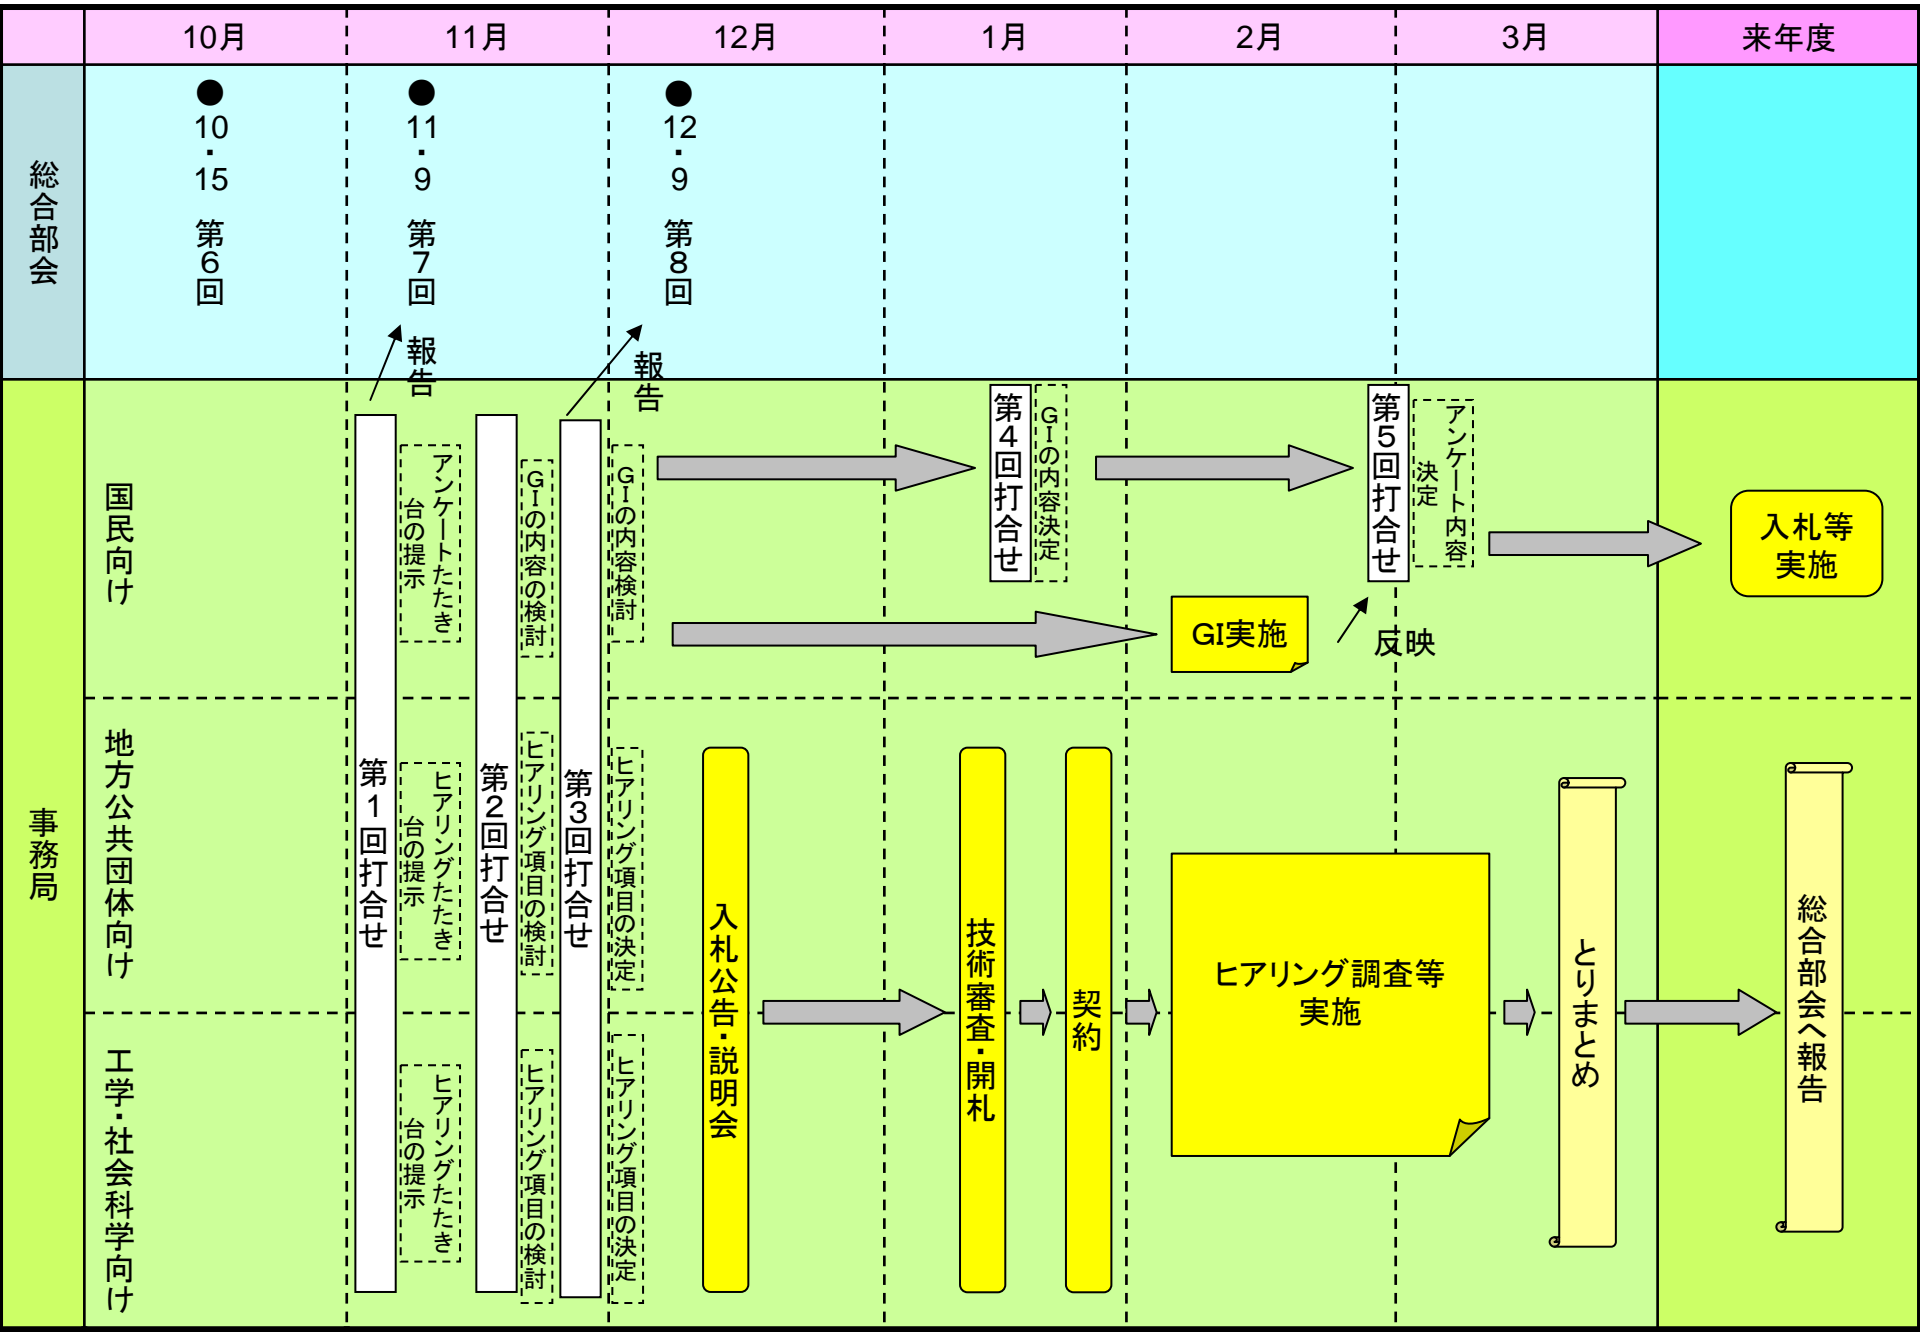 10月
11月
12月
1月
2月
3月
来年度
総合部会
●
10・15 第6回
●
11・9 第7回
●
12・9 第8回
報告
報告
事務局
国民向け
第1回打合せ
アンケートたたき
台の提示
第2回打合せ
GIの内容の検討
第3回打合せ
GIの内容検討
第4回打合せ
GIの内容決定
第5回打合せ
アンケート内容
決定
入札等
実施
GI実施
反映
地方公共団体向け
ヒアリングたたき
台の提示
ヒアリング項目の検討
ヒアリング項目の決定
入札公告・説明会
技術審査・開札
契約
ヒアリング調査等
実施
とりまとめ
総合部会へ報告
工学・社会科学向け
ヒアリングたたき
台の提示
ヒアリング項目の検討
ヒアリング項目の決定